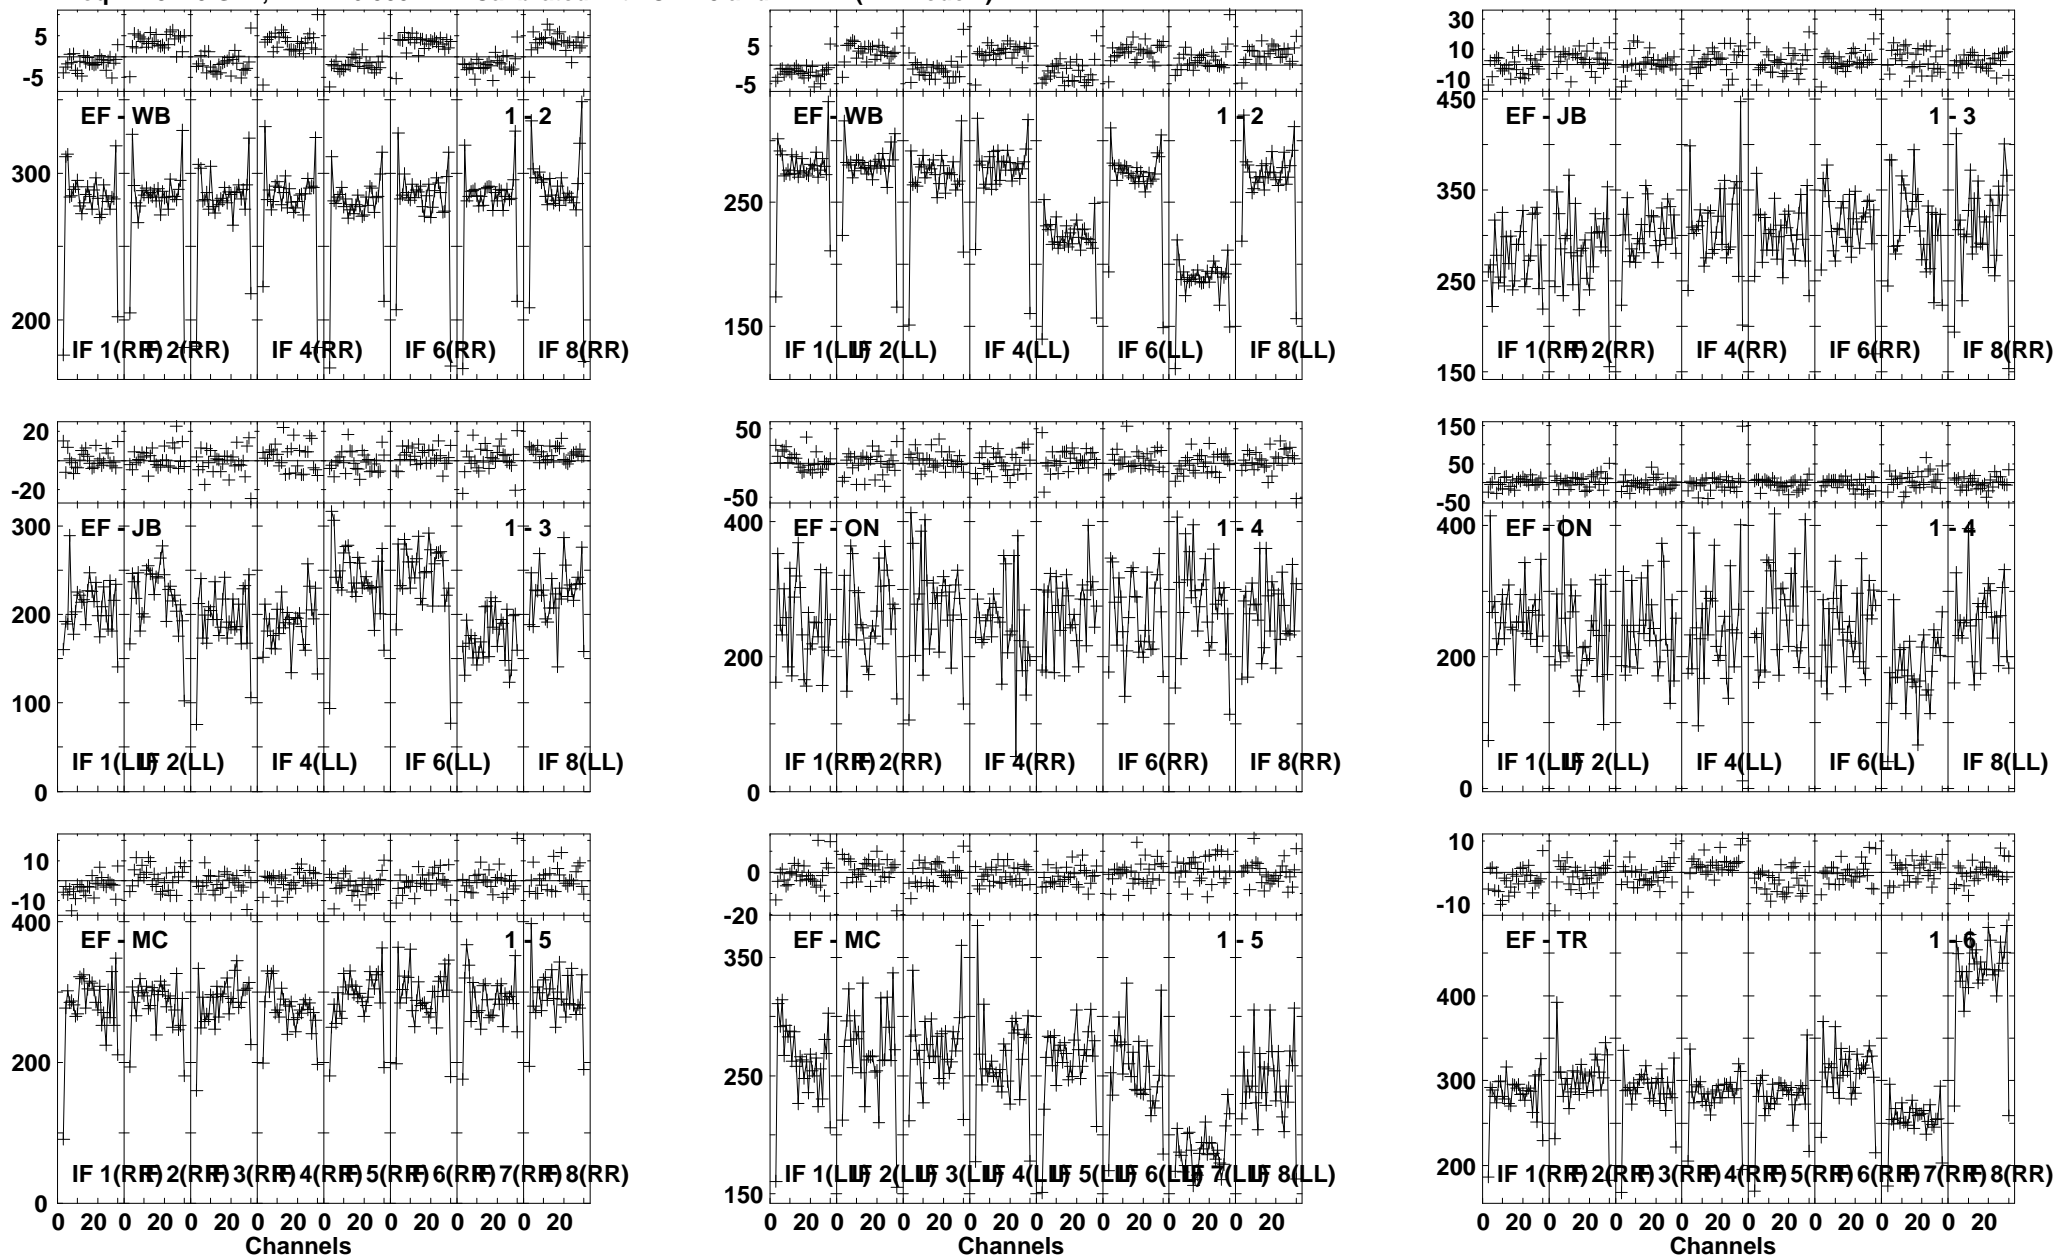 5
-5
EF - WB 1 - 2
300
200
IF 1(RR) IF 2(RR) IF 4(RR) IF 6(RR) IF 8(RR)
5
-5
EF - WB 1 - 2
250
150
IF 1(LL) IF 2(LL) IF 4(LL) IF 6(LL) IF 8(LL)
30
10
-10
450
EF - JB 1 - 3
350
250
150
IF 1(RR) IF 2(RR) IF 4(RR) IF 6(RR) IF 8(RR)
20
-20
300
EF - JB 1 - 3
200
100
0
IF 1(LL) IF 2(LL) IF 4(LL) IF 6(LL) IF 8(LL)
50
-50
400
EF - ON 1 - 4
200
0
IF 1(RR) IF 2(RR) IF 4(RR) IF 6(RR) IF 8(RR)
150
50
-50
400
EF - ON 1 - 4
200
0
IF 1(LL) IF 2(LL) IF 4(LL) IF 6(LL) IF 8(LL)
10
-10
400
EF - MC 1 - 5
200
0
IF 1(RR) IF 2(RR) IF 3(RR) IF 4(RR) IF 5(RR) IF 6(RR) IF 7(RR) IF 8(RR)
0 20 0 20 0 20 0 20 0 20 0 20 0 20 0 20
Channels
0
-20
EF - MC 1 - 5
350
250
150
IF 1(LL) IF 2(LL) IF 3(LL) IF 4(LL) IF 5(LL) IF 6(LL) IF 7(LL) IF 8(LL)
0 20 0 20 0 20 0 20 0 20 0 20 0 20 0 20
Channels
10
-10
EF - TR 1 - 6
400
300
200
IF 1(RR) IF 2(RR) IF 3(RR) IF 4(RR) IF 5(RR) IF 6(RR) IF 7(RR) IF 8(RR)
0 20 0 20 0 20 0 20 0 20 0 20 0 20 0 20
Channels